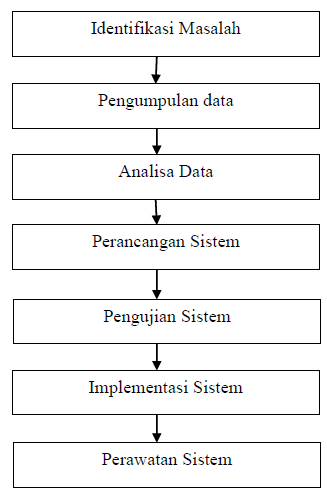 Identifikasi Masalah
Pengumpulan data
Analisa Data
Perancangan Sistem
Pengujian Sistem
Implementasi Sistem
Perawatan Sistem